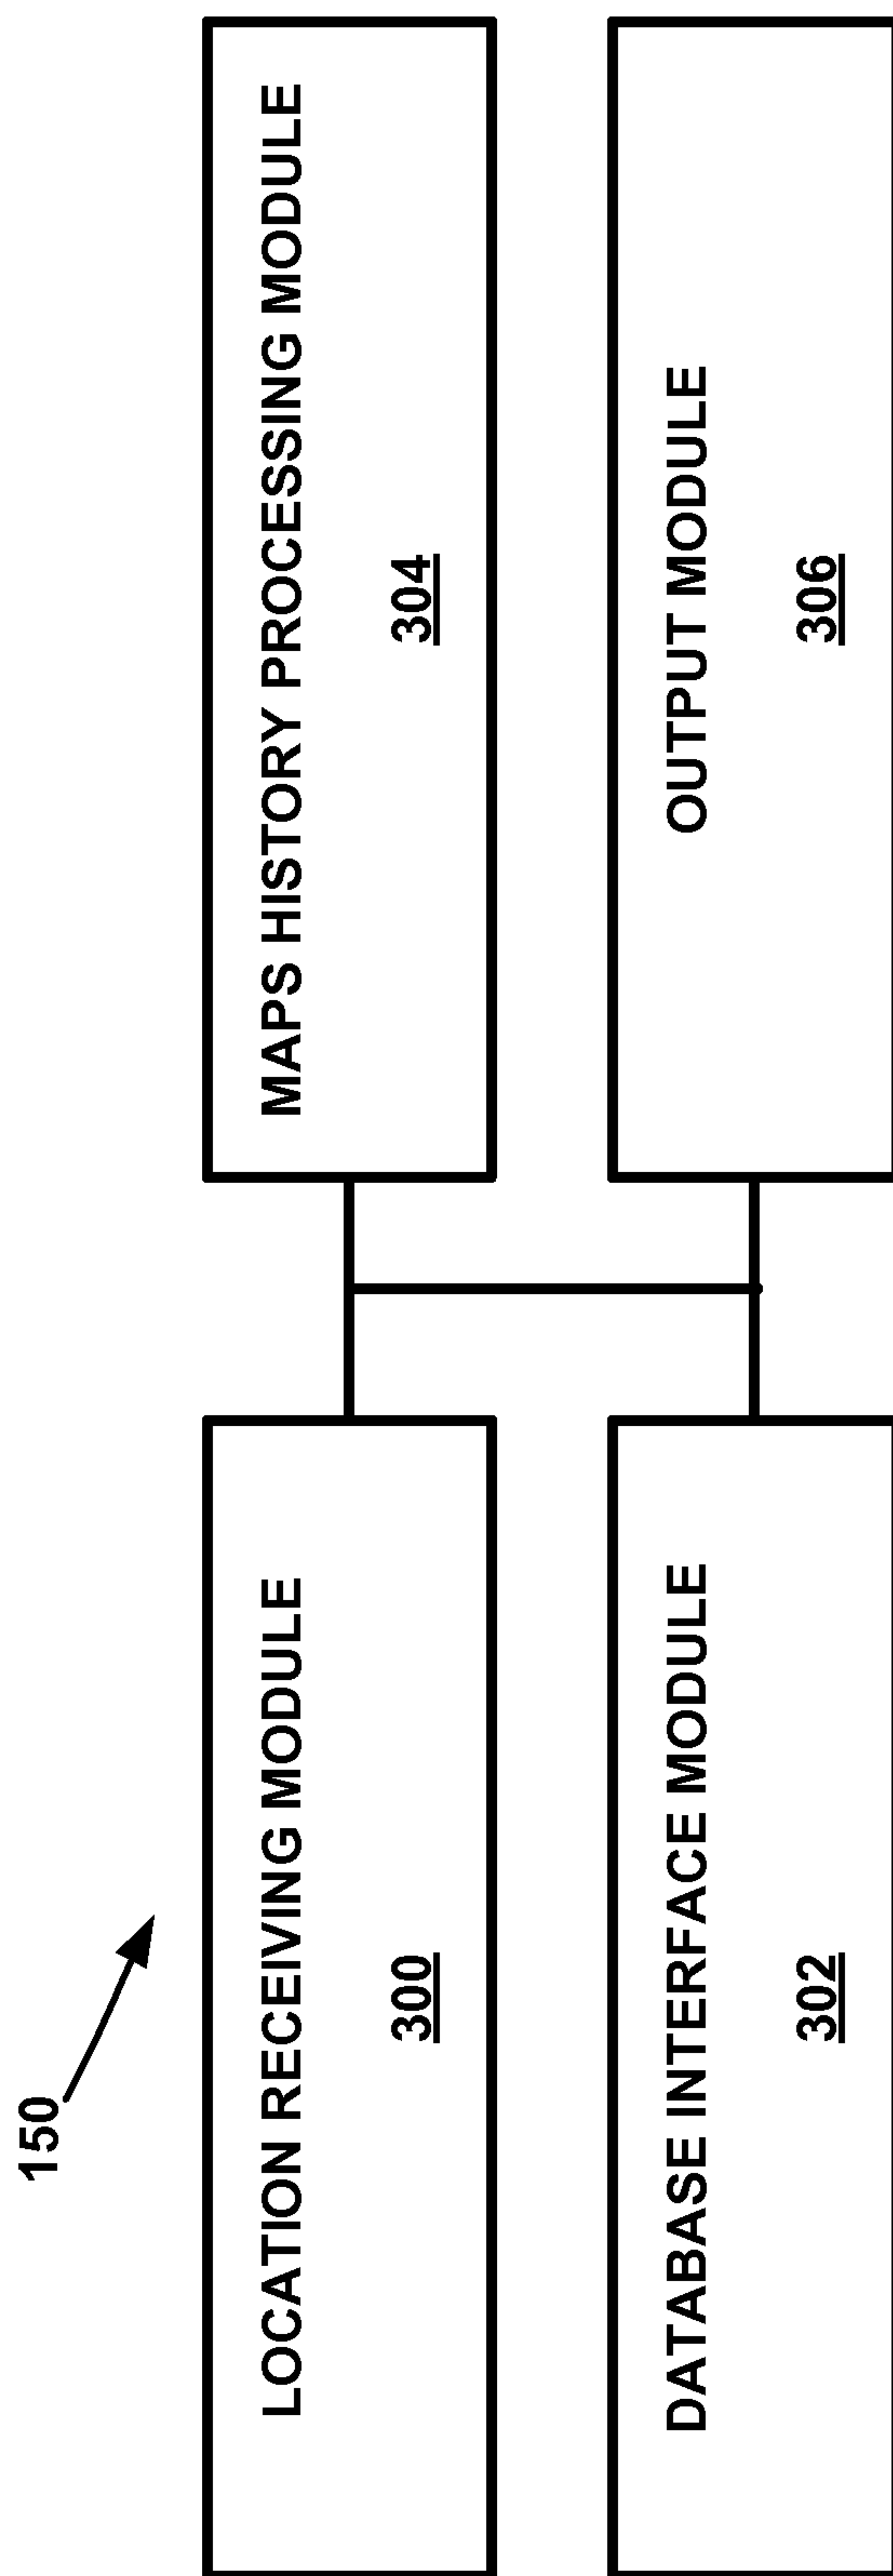 150
LOCATION RECEIVING MODULE
300
MAPS HISTORY PROCESSING MODULE
304
DATABASE INTERFACE MODULE
302
OUTPUT MODULE
306